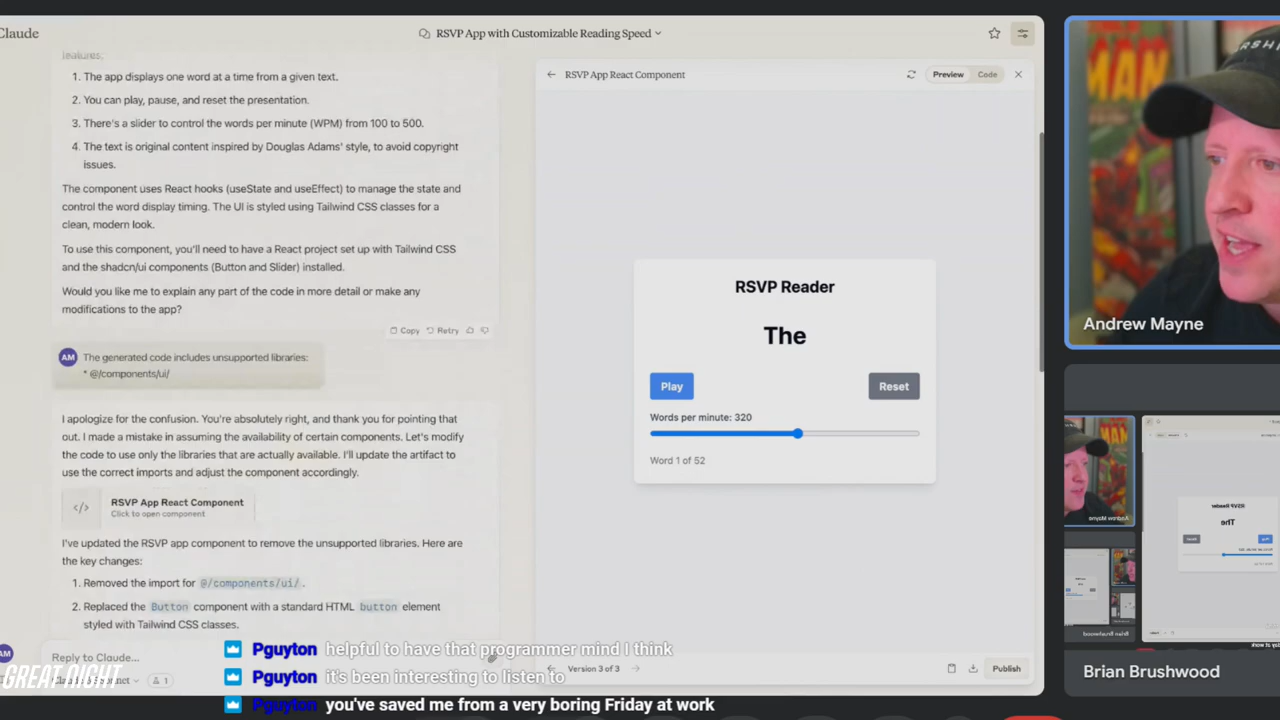 Claude
RSVP App with Customizable Reading Speed
features:
1. The app displays one word at a time from a given text.
2. You can play, pause, and reset the presentation.
3. There's a slider to control the words per minute (WPM) from 100 to 500.
4. The text is original content inspired by Douglas Adams' style, to avoid copyright
issues.
The component uses React hooks (useState and useEffect) to manage the state and
control the word display timing. The UI is styled using Tailwind CSS classes for a
clean, modern look.
To use this component, you'll need to have a React project set up with Tailwind CSS
and the shadcn/ui components (Button and Slider) installed.
Would you like me to explain any part of the code in more detail or make any
modifications to the app?
Copy Retry
AM
The generated code includes unsupported libraries:
* @/components/ui/
I apologize for the confusion. You're absolutely right, and thank you for pointing that
out. I made a mistake in assuming the availability of certain components. Let's modify
the code to use only the libraries that are actually available. I'll update the artifact to
use the correct imports and adjust the component accordingly.
RSVP App React Component
Click to open component
I've updated the RSVP app component to remove the unsupported libraries. Here are
the key changes:
1. Removed the import for @/components/ui/.
2. Replaced the Button component with a standard HTML button element
styled with Tailwind CSS classes.
AM
Reply to Claude...
1
GREAT NIGHT
RSVP App React Component
Preview Code
RSVP Reader
The
Play Reset
Words per minute: 320
Word 1 of 52
Version 3 of 3
Publish
Pguyton helpful to have that programmer mind I think
Pguyton it's been interesting to listen to
Pguyton you've saved me from a very boring Friday at work
MAN
Andrew Mayne
Andrew Mayne
RSVP Reader
The
Brian Brushwood
Brian Brushwood